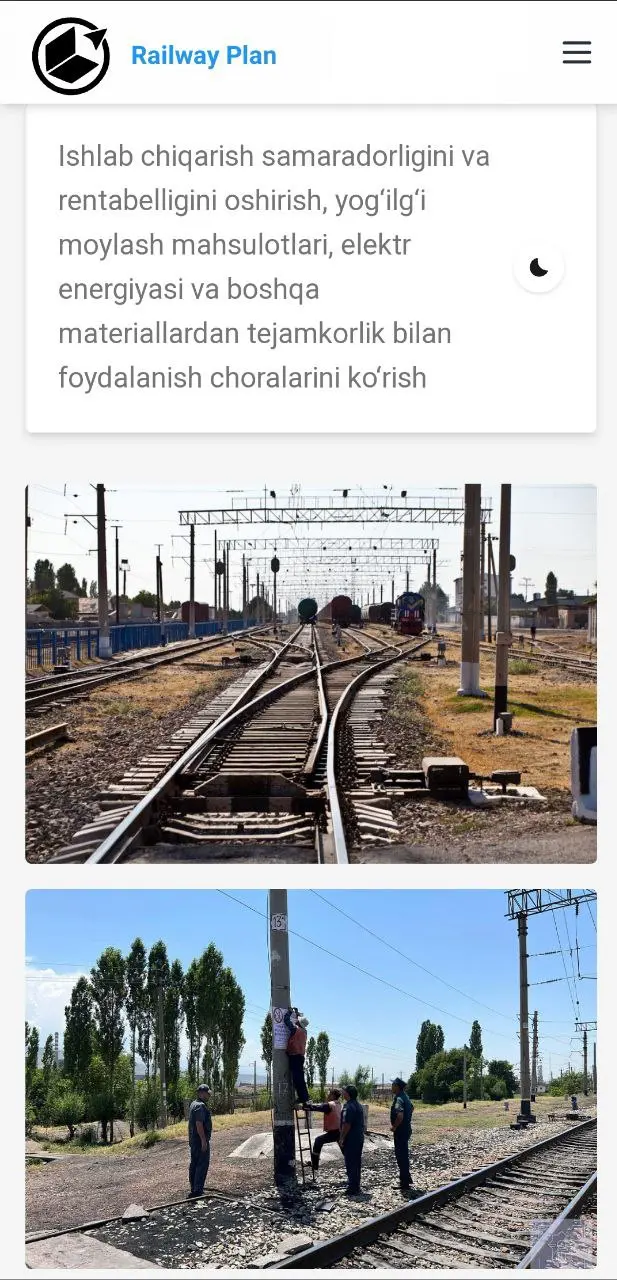 Railway Plan
Ishlab chiqarish samaradorligini va
rentabelligini oshirish, yog‘ilg‘i
moylash mahsulotlari, elektr
energiyasi va boshqa
materiallardan tejamkorlik bilan
foydalanish choralarini ko‘rish